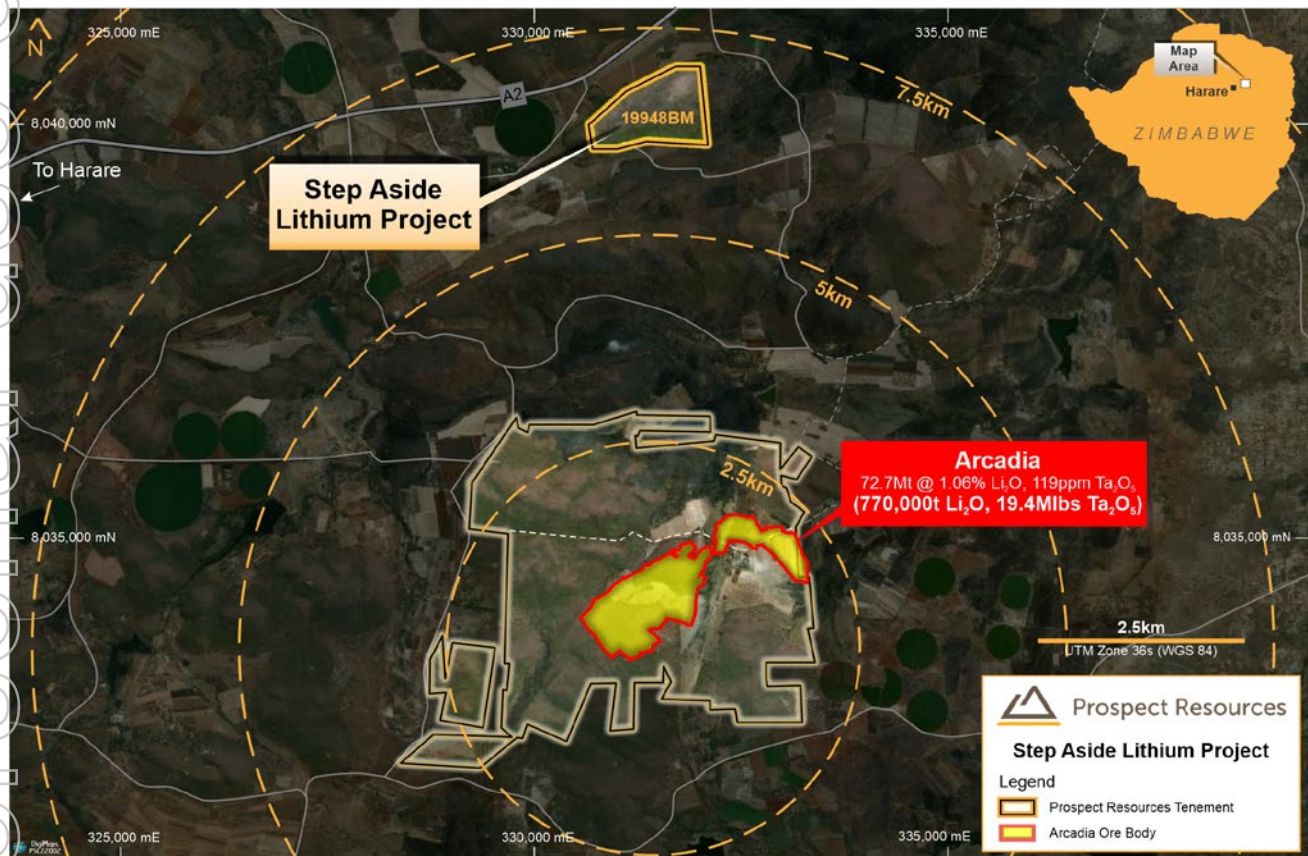 325,000 mE
330,000 mE
335,000 mE
N
Map
Area
Harare
ZIMBABWE
7.5km
A2
19948BM
8,040,000 mN
To Harare
Step Aside
Lithium Project
5km
2.5km
Arcadia
72.7Mt @ 1.06% Li₂O, 119ppm Ta₂O₅
(770,000t Li₂O, 19.4Mlbs Ta₂O₅)
8,035,000 mN
8,035,000 mN
2.5km
UTM Zone 36s (WGS 84)
Prospect Resources
Step Aside Lithium Project
Legend
Prospect Resources Tenement
Arcadia Ore Body
325,000 mE
330,000 mE
335,000 mE
DigMaps